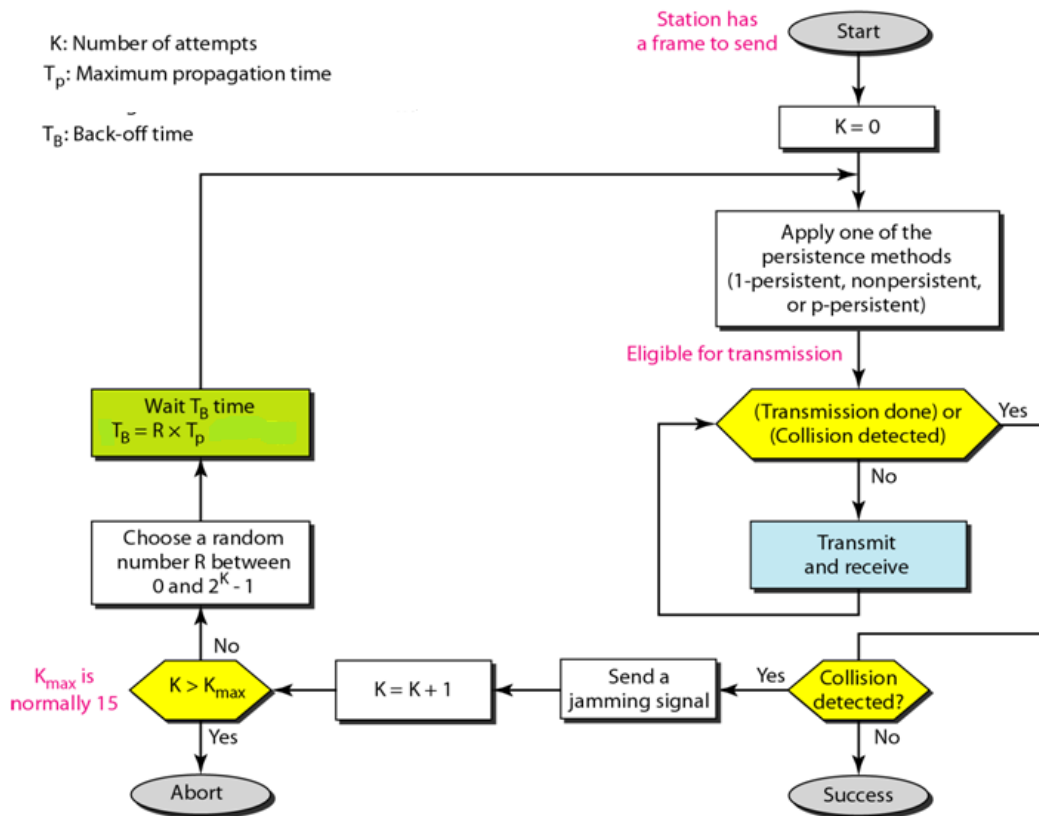 Station has
a frame to send
Start
K: Number of attempts
Tp: Maximum propagation time
TB: Back-off time
K = 0
Apply one of the
persistence methods
(1-persistent, nonpersistent,
or p-persistent)
Eligible for transmission
Wait TB time
TB = R × Tp
(Transmission done) or
(Collision detected)
Yes
No
Choose a random
number R between
0 and 2^K - 1
Transmit
and receive
No
Kmax is
normally 15
K > Kmax
K = K + 1
Send a
jamming signal
Yes
Collision
detected?
Yes
No
Abort
Success